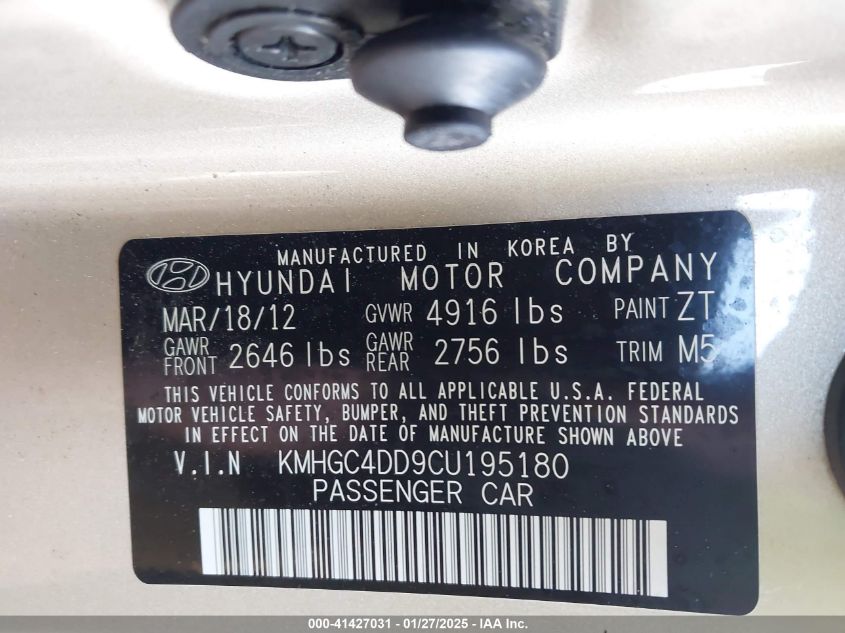 MANUFACTURED IN KOREA BY
HYUNDAI MOTOR COMPANY
MAR/18/12 GVWR 4916 lbs PAINT ZT
GAWR FRONT 2646 lbs GAWR REAR 2756 lbs TRIM M5
THIS VEHICLE CONFORMS TO ALL APPLICABLE U.S.A. FEDERAL
MOTOR VEHICLE SAFETY, BUMPER, AND THEFT PREVENTION STANDARDS
IN EFFECT ON THE DATE OF MANUFACTURE SHOWN ABOVE
V.I.N KMHGC4DD9CU195180
PASSENGER CAR
000-41427031 - 01/27/2025 - IAAI.com